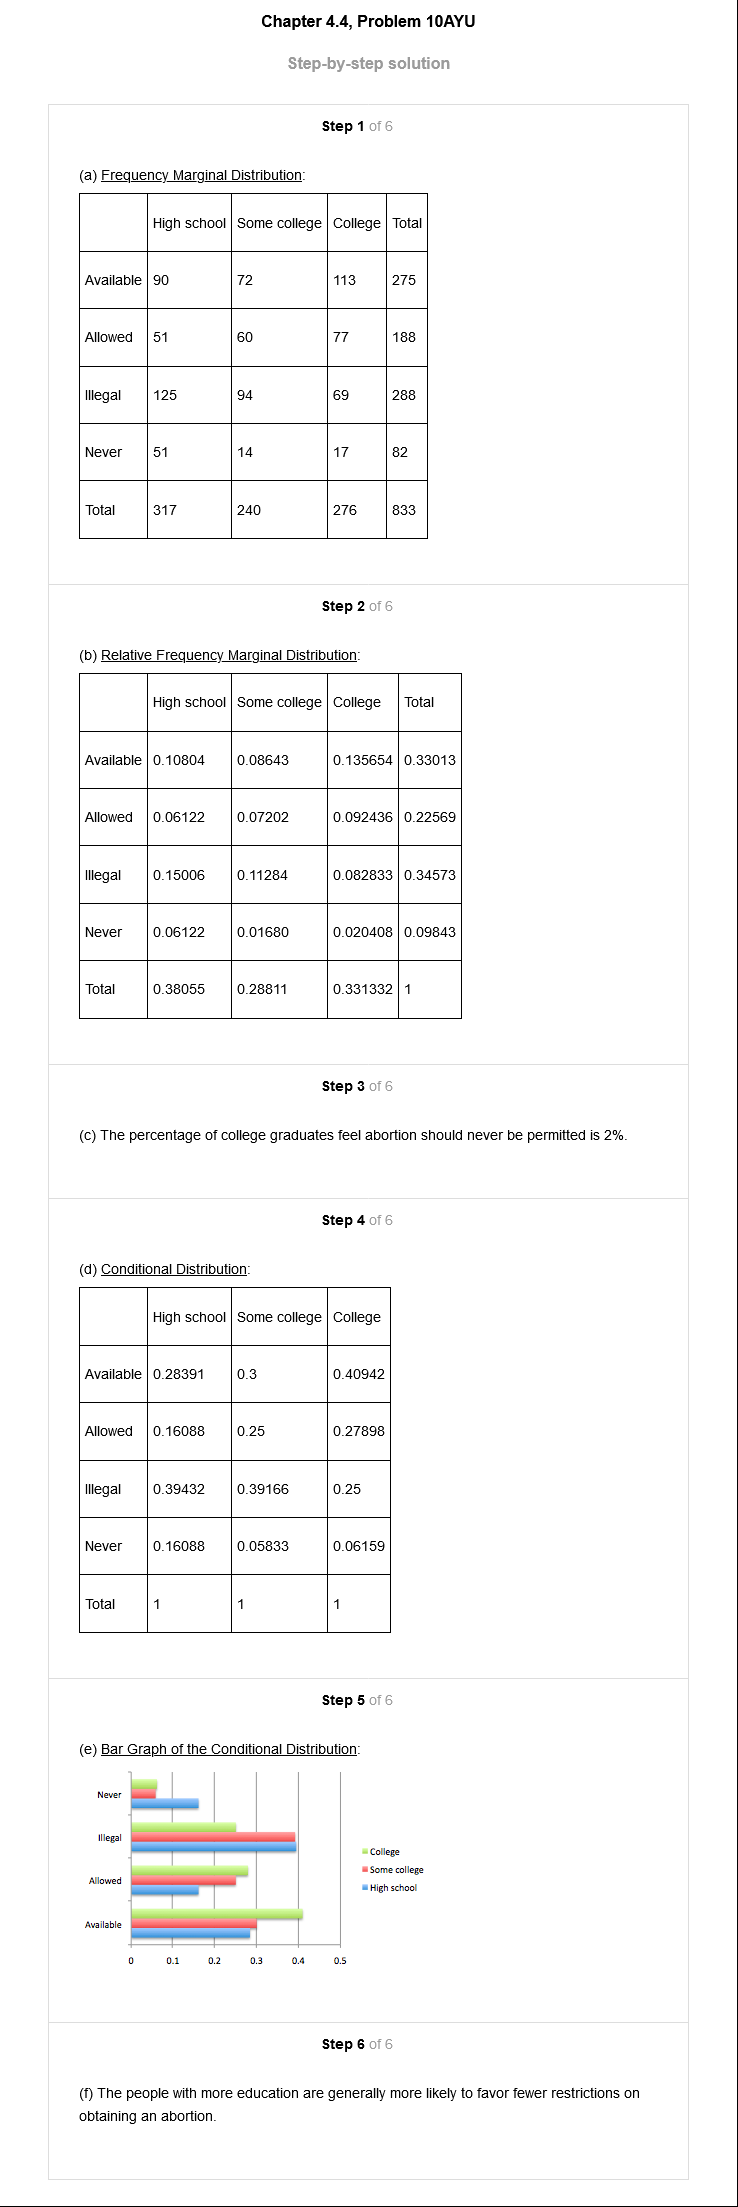 Chapter 4.4, Problem 10AYU
Step-by-step solution
Step 1 of 6
(a) Frequency Marginal Distribution:
High school Some college College Total
Available 90 72 113 275
Allowed 51 60 77 188
Illegal 125 94 69 288
Never 51 14 17 82
Total 317 240 276 833
Step 2 of 6
(b) Relative Frequency Marginal Distribution:
High school Some college College Total
Available 0.10804 0.08643 0.135654 0.33013
Allowed 0.06122 0.07202 0.092436 0.22569
Illegal 0.15006 0.11284 0.082833 0.34573
Never 0.06122 0.01680 0.020408 0.09843
Total 0.38055 0.28811 0.331332 1
Step 3 of 6
(c) The percentage of college graduates feel abortion should never be permitted is 2%.
Step 4 of 6
(d) Conditional Distribution:
High school Some college College
Available 0.28391 0.3 0.40942
Allowed 0.16088 0.25 0.27898
Illegal 0.39432 0.39166 0.25
Never 0.16088 0.05833 0.06159
Total 1 1 1
Step 5 of 6
(e) Bar Graph of the Conditional Distribution:
Never
Illegal
Allowed
Available
0 0.1 0.2 0.3 0.4 0.5
College
Some college
High school
Step 6 of 6
(f) The people with more education are generally more likely to favor fewer restrictions on
obtaining an abortion.